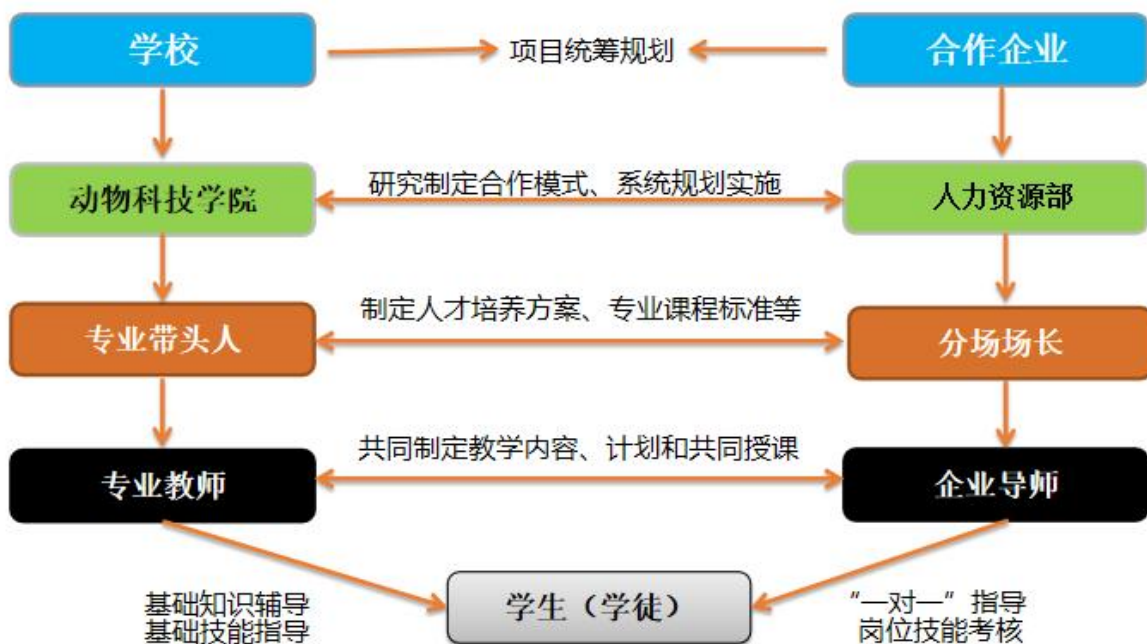 学校
项目统筹规划
合作企业
动物科技学院
研究制定合作模式、系统规划实施
人力资源部
专业带头人
制定人才培养方案、专业课程标准等
分场场长
专业教师
共同制定教学内容、计划和共同授课
企业导师
基础知识辅导
基础技能指导
学生（学徒）
“一对一”指导
岗位技能考核